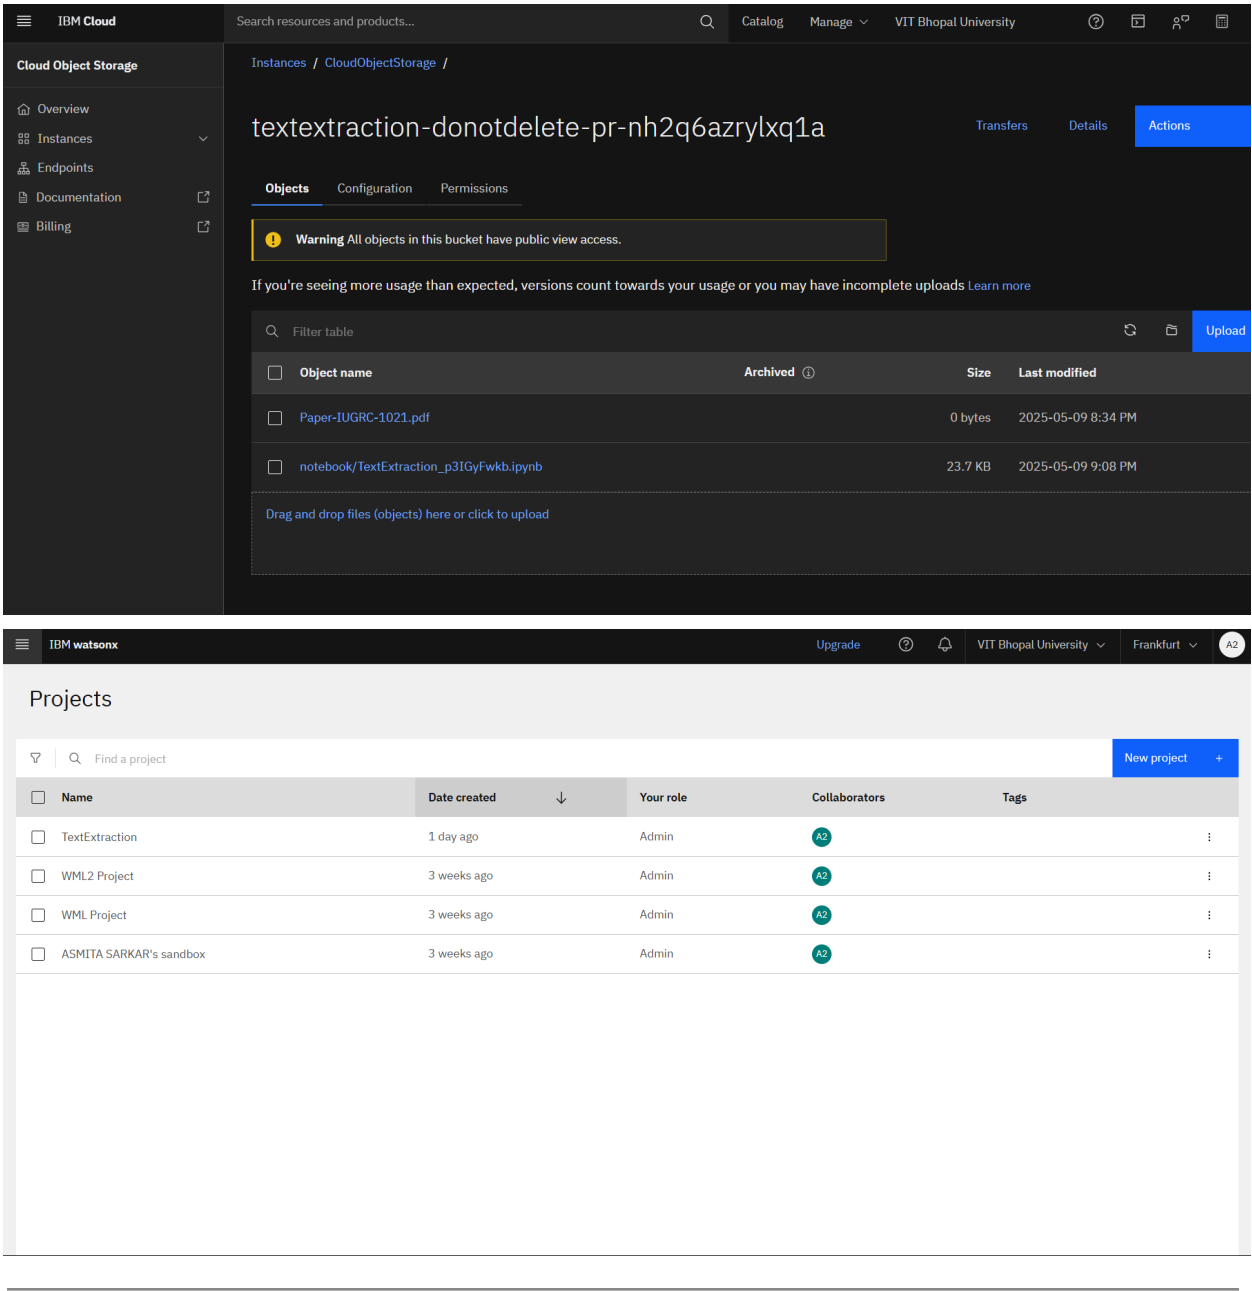 IBM Cloud
Search resources and products...
Catalog
Manage
VIT Bhopal University
Cloud Object Storage
Overview
Instances
Endpoints
Documentation
Billing
Instances / CloudObjectStorage /
textextraction-donotdelete-pr-nh2q6azrylxq1a
Transfers
Details
Actions
Objects
Configuration
Permissions
Warning All objects in this bucket have public view access.
If you're seeing more usage than expected, versions count towards your usage or you may have incomplete uploads Learn more
Filter table
Upload
Object name
Archived
Size
Last modified
Paper-IUGRC-1021.pdf
0 bytes
2025-05-09 8:34 PM
notebook/TextExtraction_p3IGyFwkb.ipynb
23.7 KB
2025-05-09 9:08 PM
Drag and drop files (objects) here or click to upload
IBM watsonx
Upgrade
VIT Bhopal University
Frankfurt
A2
Projects
Find a project
New project +
Name
Date created
Your role
Collaborators
Tags
TextExtraction
1 day ago
Admin
A2
WML2 Project
3 weeks ago
Admin
A2
WML Project
3 weeks ago
Admin
A2
ASMITA SARKAR's sandbox
3 weeks ago
Admin
A2